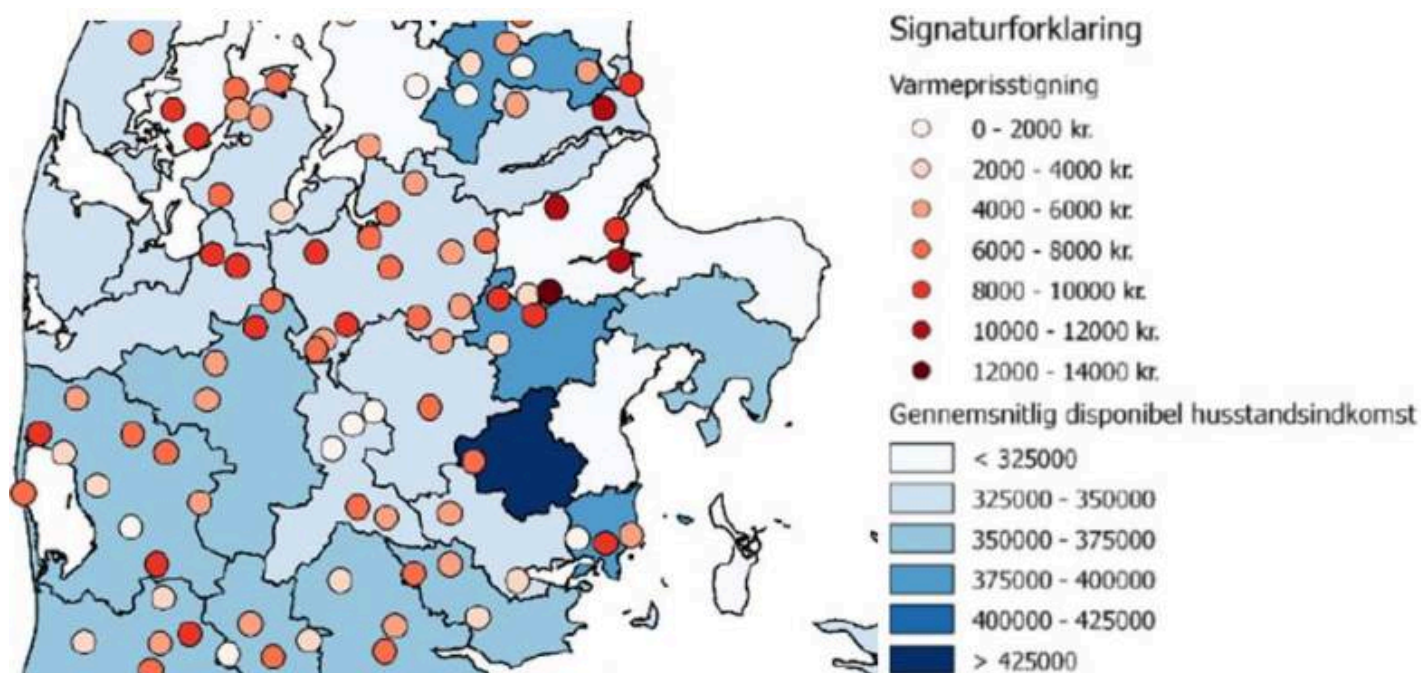 Signaturforklaring
Varmeprisstigning
0 - 2000 kr.
2000 - 4000 kr.
4000 - 6000 kr.
6000 - 8000 kr.
8000 - 10000 kr.
10000 - 12000 kr.
12000 - 14000 kr.
Gennemsnitlig disponibel husstandsindkomst
< 325000
325000 - 350000
350000 - 375000
375000 - 400000
400000 - 425000
> 425000